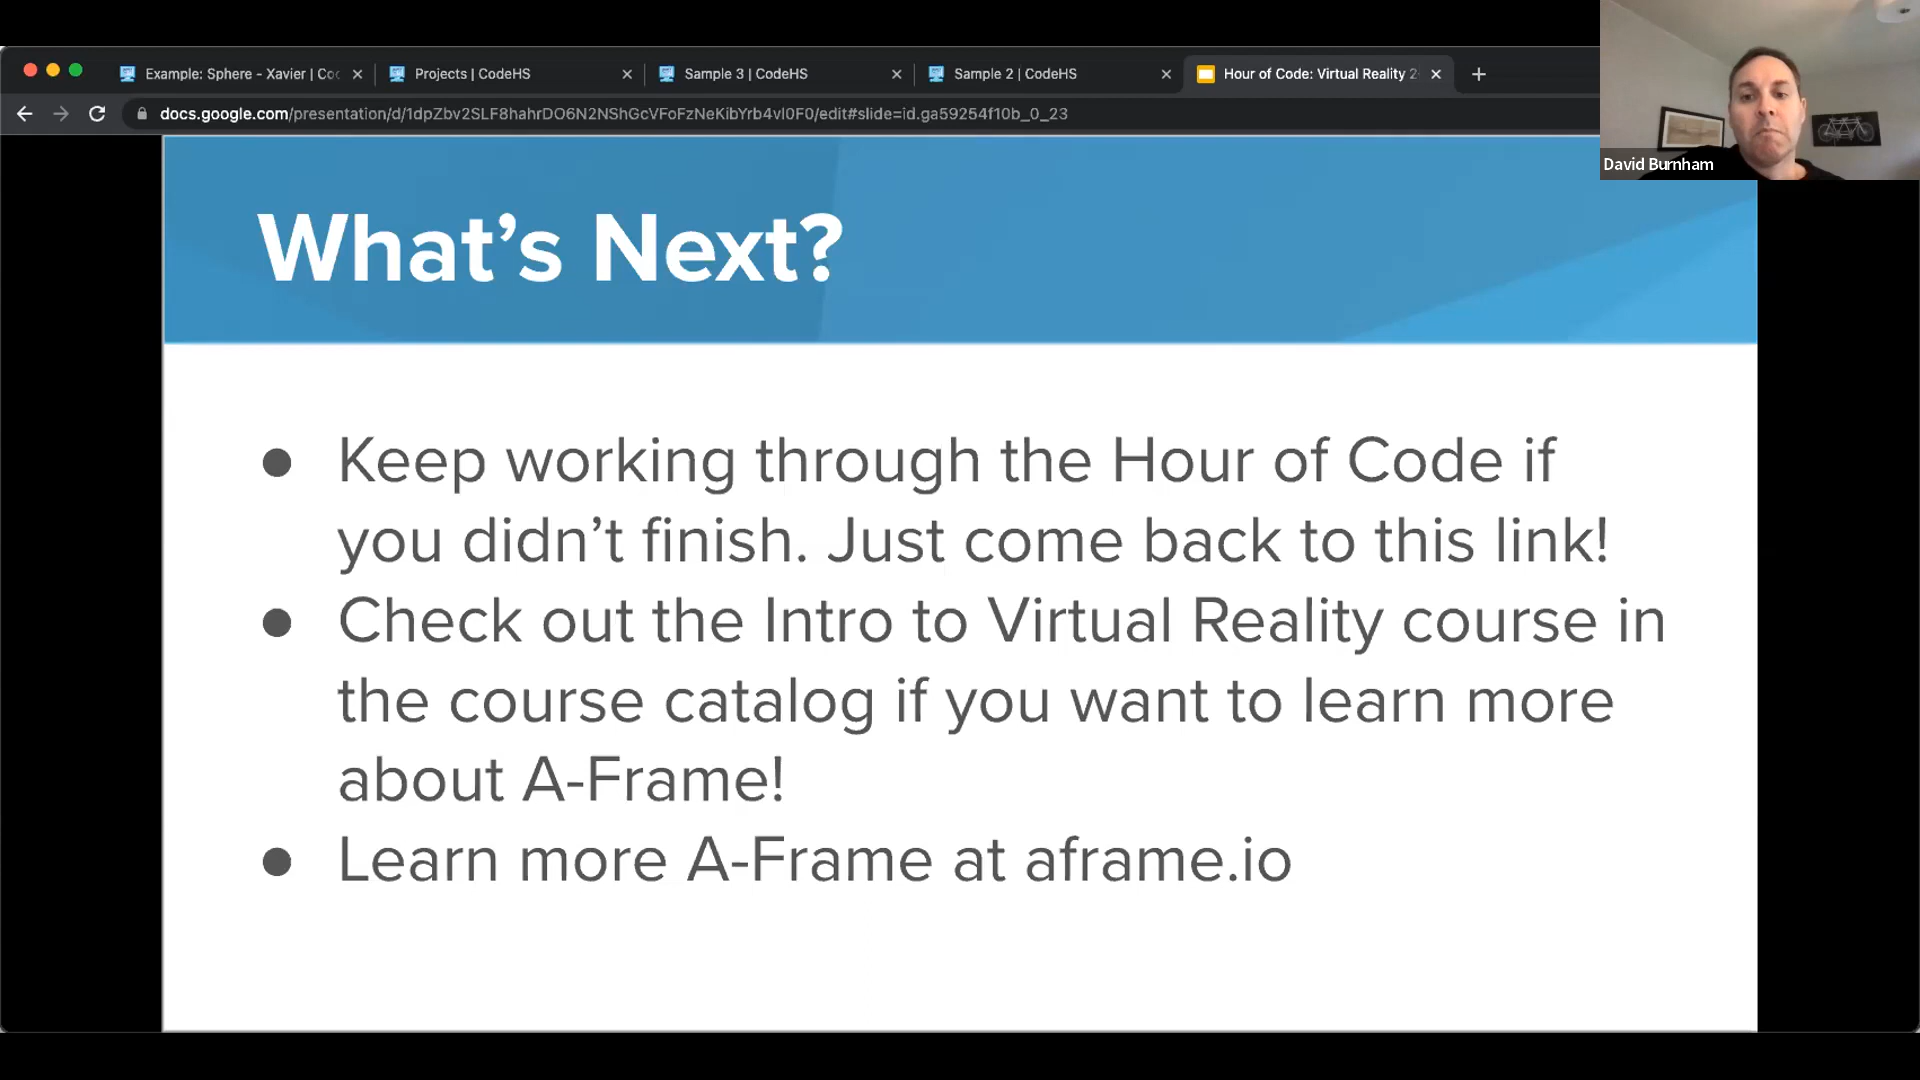 Example: Sphere - Xavier | Co
Projects | CodeHS
Sample 3 | CodeHS
Sample 2 | CodeHS
Hour of Code: Virtual Reality 2
docs.google.com/presentation/d/1dpZbv2SLF8hahrDO6N2NShGcVFoFzNeKibYrb4vl0F0/edit#slide=id.ga59254f10b_0_23
David Burnham
What's Next?
● Keep working through the Hour of Code if
you didn't finish. Just come back to this link!
● Check out the Intro to Virtual Reality course in
the course catalog if you want to learn more
about A-Frame!
● Learn more A-Frame at aframe.io